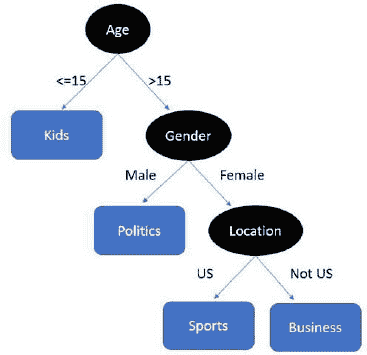 Age
<=15
>15
Kids
Gender
Male
Female
Politics
Location
US
Not US
Sports
Business